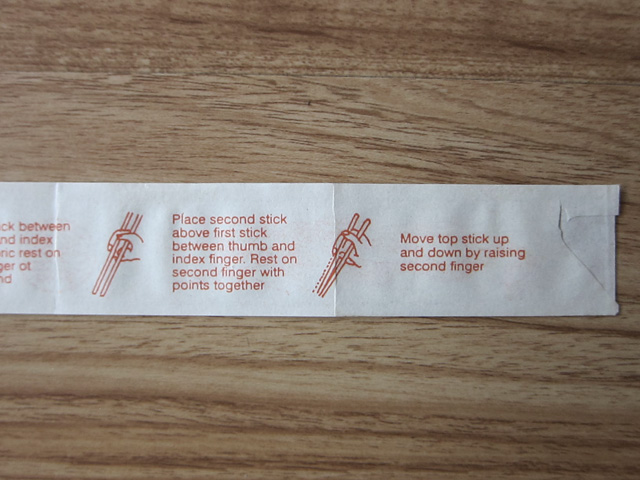 ck between
nd index
ric rest on
ger ot
nd
Place second stick
above first stick
between thumb and
index finger. Rest on
second finger with
points together
Move top stick up
and down by raising
second finger